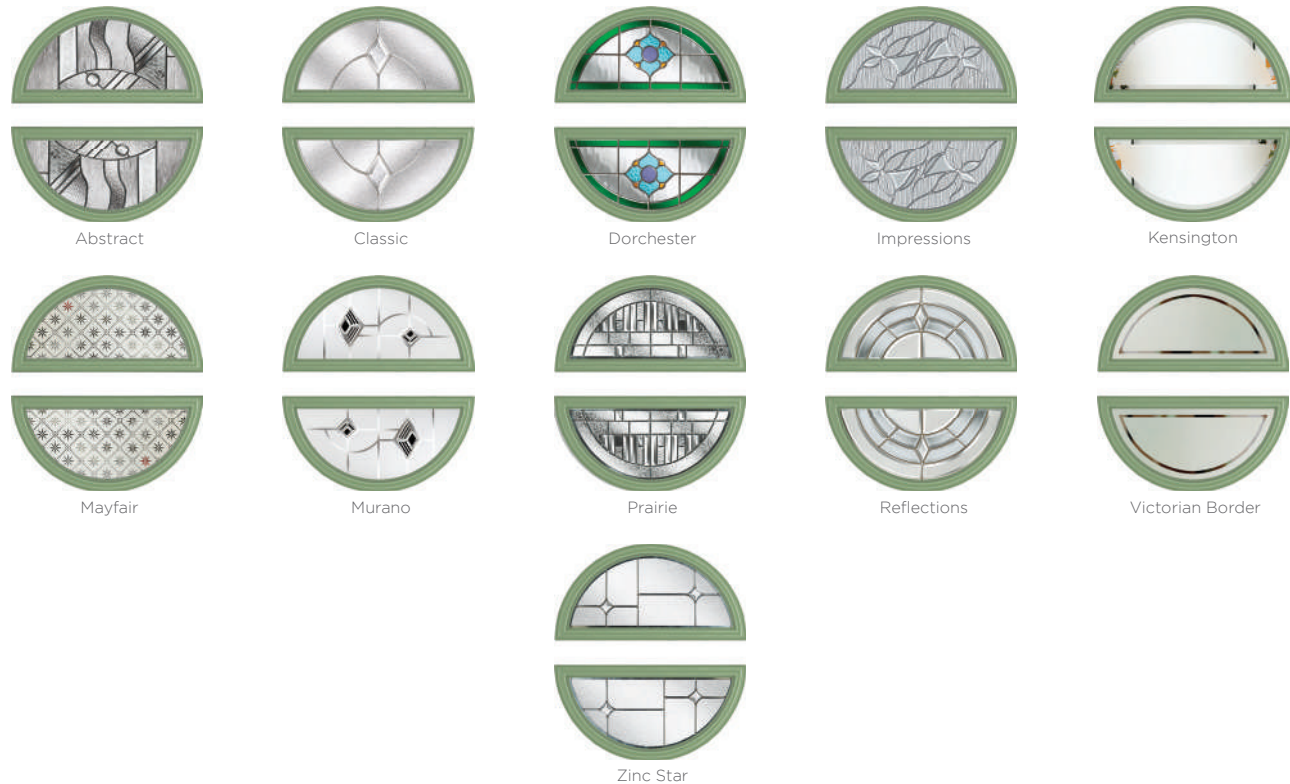 Abstract
Classic
Dorchester
Impressions
Kensington
Mayfair
Murano
Prairie
Reflections
Victorian Border
Zinc Star